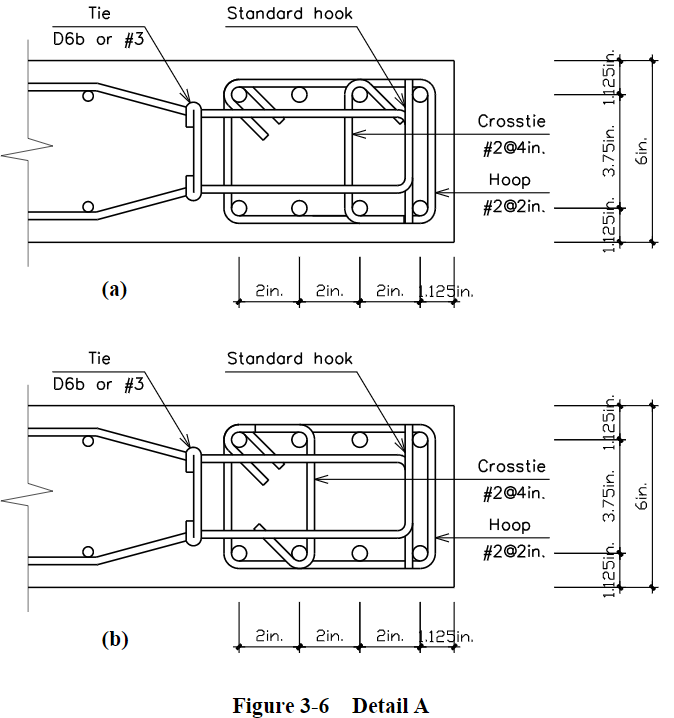 Tie
D6b or #3
Standard hook
Crosstie
#2@4in.
Hoop
#2@2in.
1.125in.
3.75in.
1.125in.
6in.
(a)
2in.
2in.
2in.
1.125in.
Tie
D6b or #3
Standard hook
Crosstie
#2@4in.
Hoop
#2@2in.
1.125in.
3.75in.
1.125in.
6in.
(b)
2in.
2in.
2in.
1.125in.
Figure 3-6 Detail A